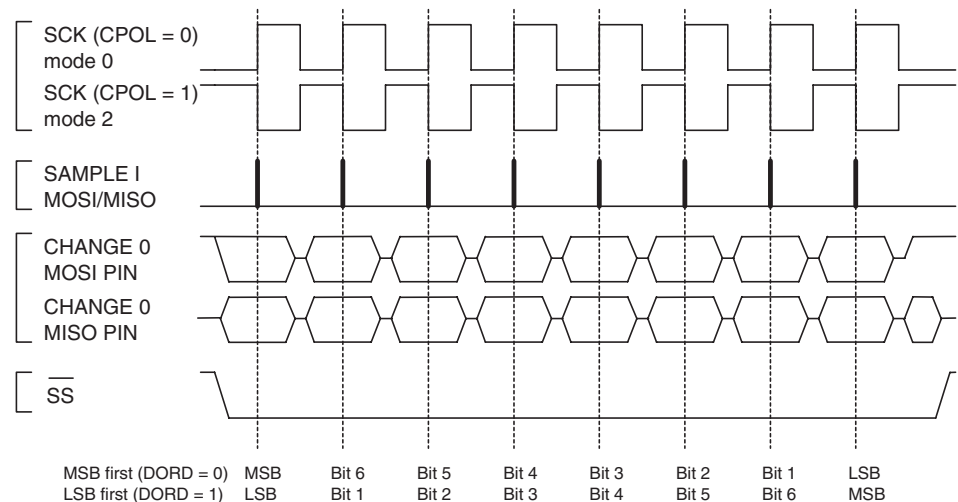 SCK (CPOL = 0)
mode 0
SCK (CPOL = 1)
mode 2
SAMPLE I
MOSI/MISO
CHANGE 0
MOSI PIN
CHANGE 0
MISO PIN
SS
MSB first (DORD = 0) MSB Bit 6 Bit 5 Bit 4 Bit 3 Bit 2 Bit 1 LSB
LSB first (DORD = 1) LSB Bit 1 Bit 2 Bit 3 Bit 4 Bit 5 Bit 6 MSB